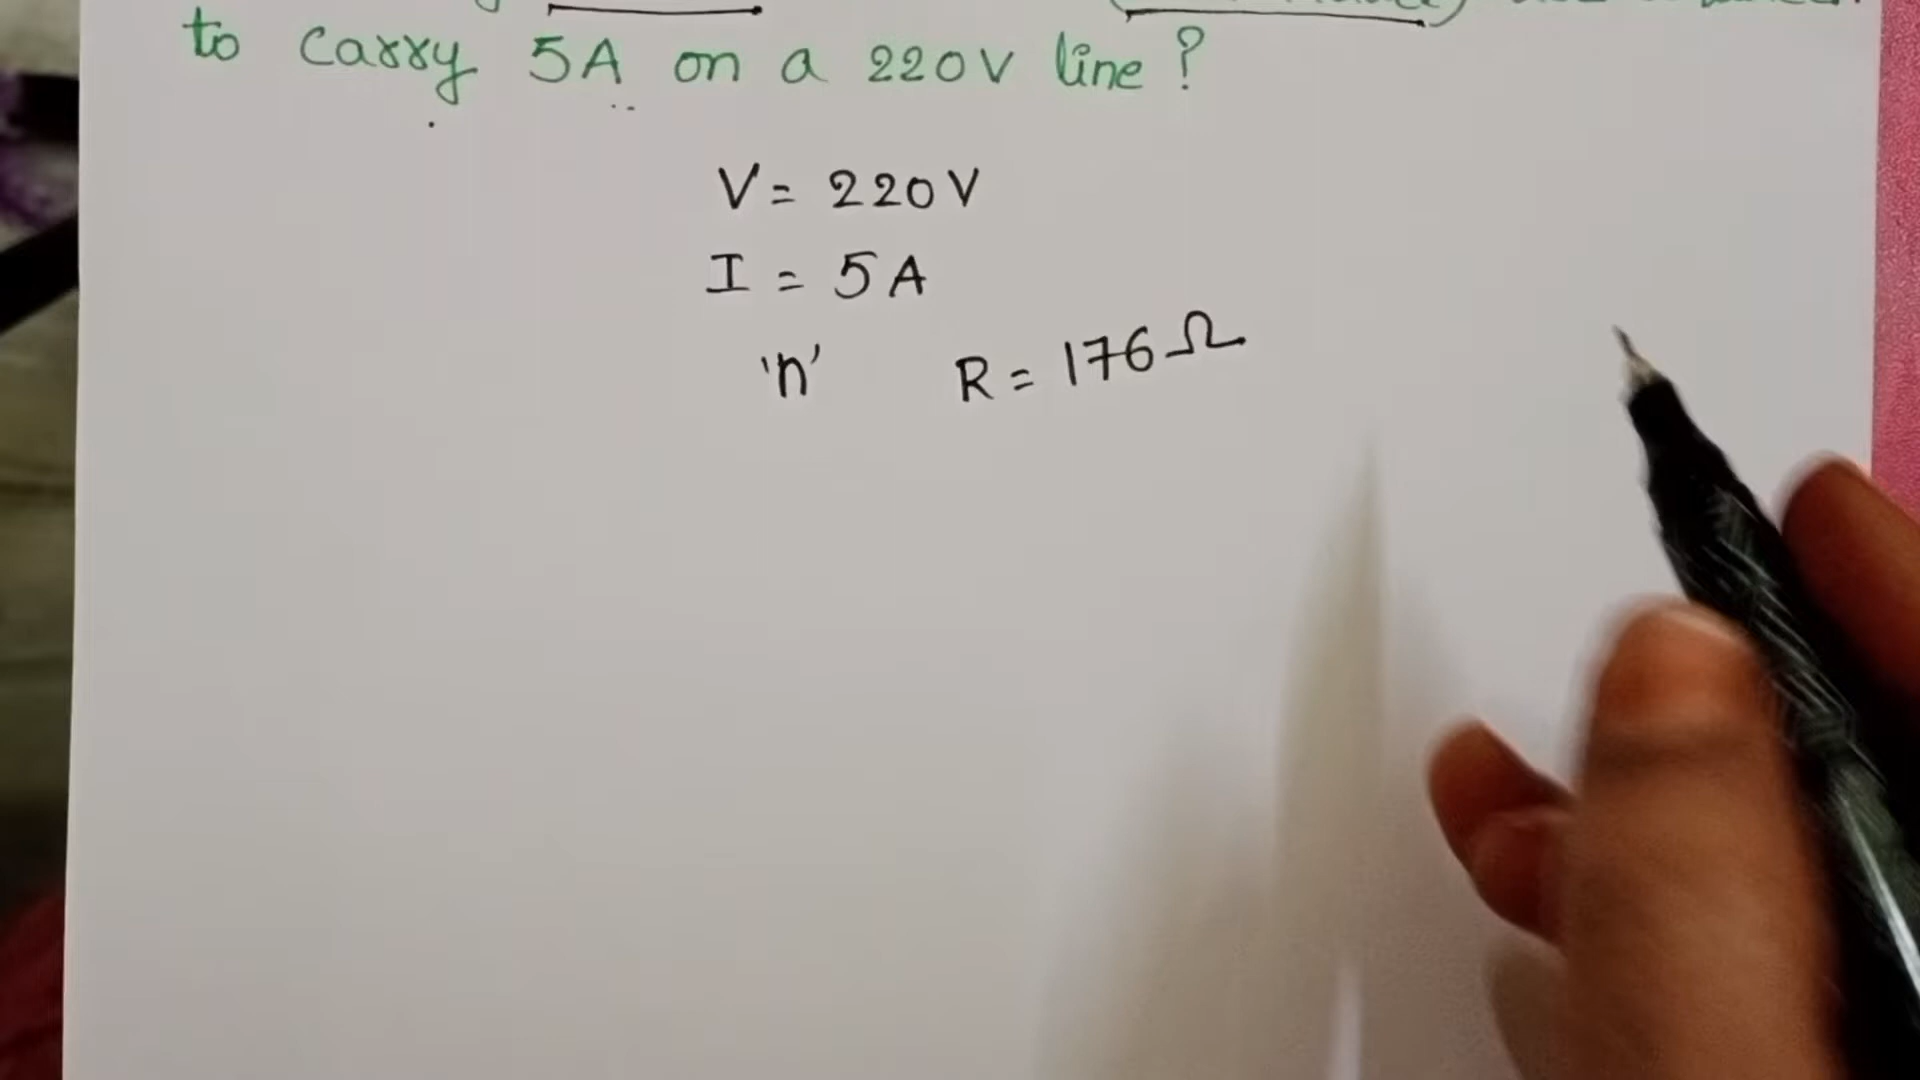 to carry 5A on a 220V line?
V = 220V
I = 5A
'n' R = 176Ω